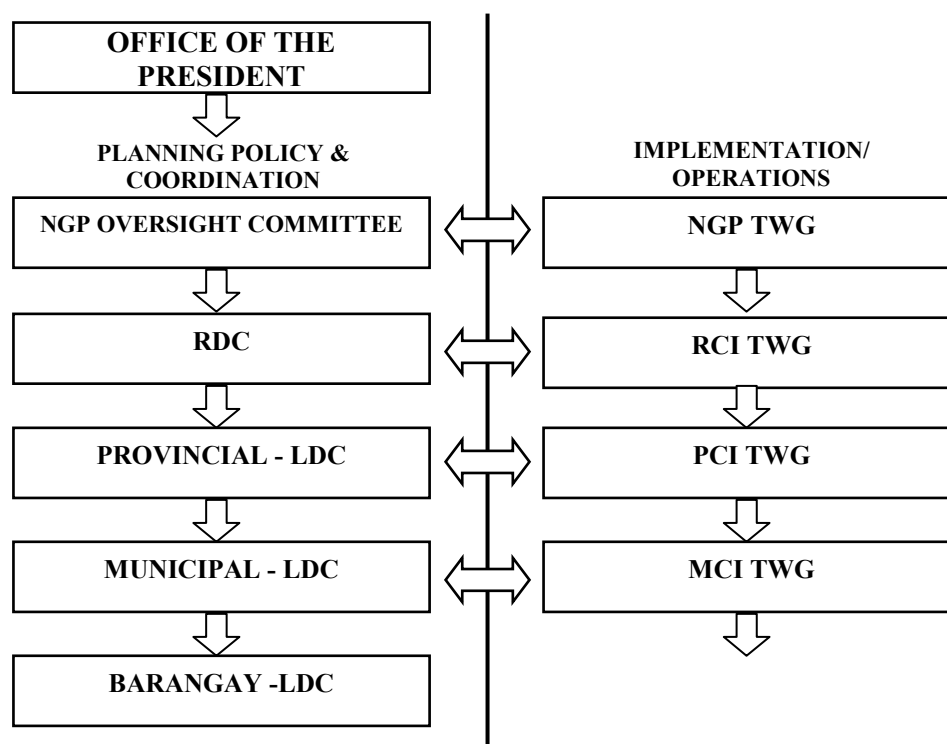 OFFICE OF THE
PRESIDENT
PLANNING POLICY &
COORDINATION
IMPLEMENTATION/
OPERATIONS
NGP OVERSIGHT COMMITTEE
NGP TWG
RDC
RCI TWG
PROVINCIAL - LDC
PCI TWG
MUNICIPAL - LDC
MCI TWG
BARANGAY -LDC